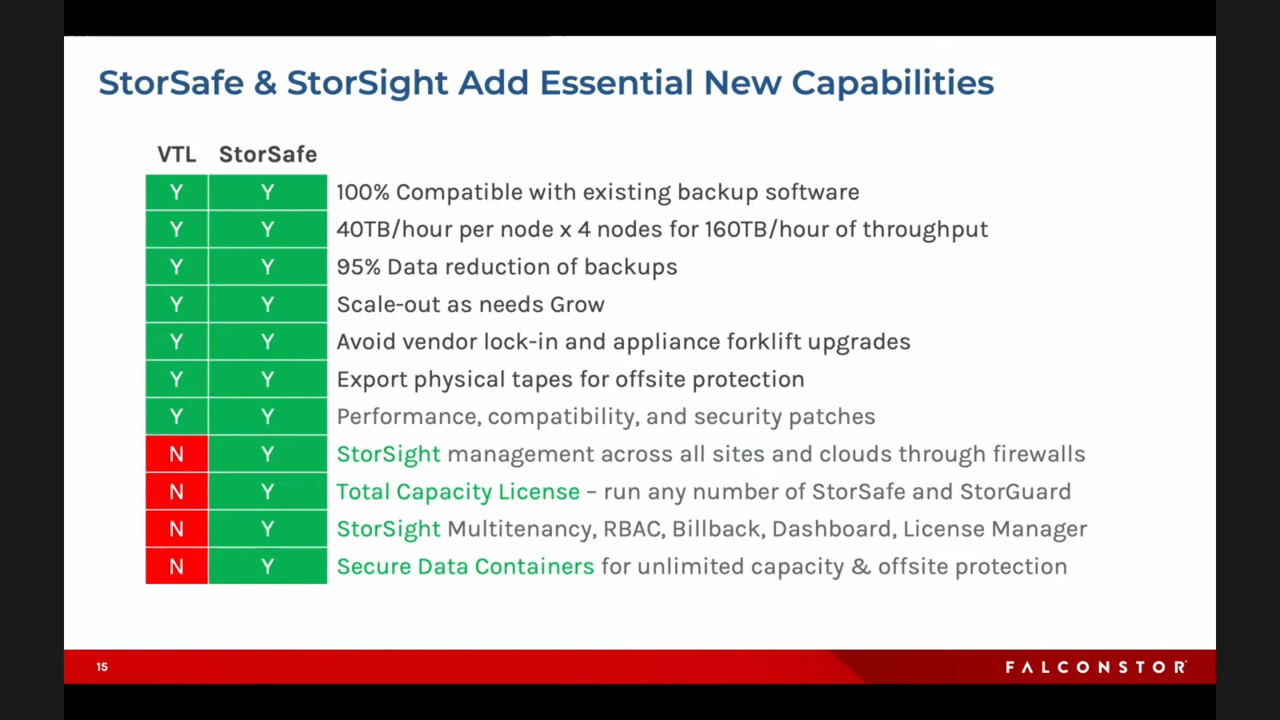 StorSafe & StorSight Add Essential New Capabilities
VTL StorSafe
Y Y 100% Compatible with existing backup software
Y Y 40TB/hour per node x 4 nodes for 160TB/hour of throughput
Y Y 95% Data reduction of backups
Y Y Scale-out as needs Grow
Y Y Avoid vendor lock-in and appliance forklift upgrades
Y Y Export physical tapes for offsite protection
Y Y Performance, compatibility, and security patches
N Y StorSight management across all sites and clouds through firewalls
N Y Total Capacity License – run any number of StorSafe and StorGuard
N Y StorSight Multitenancy, RBAC, Billback, Dashboard, License Manager
N Y Secure Data Containers for unlimited capacity & offsite protection
15 FALCONSTOR